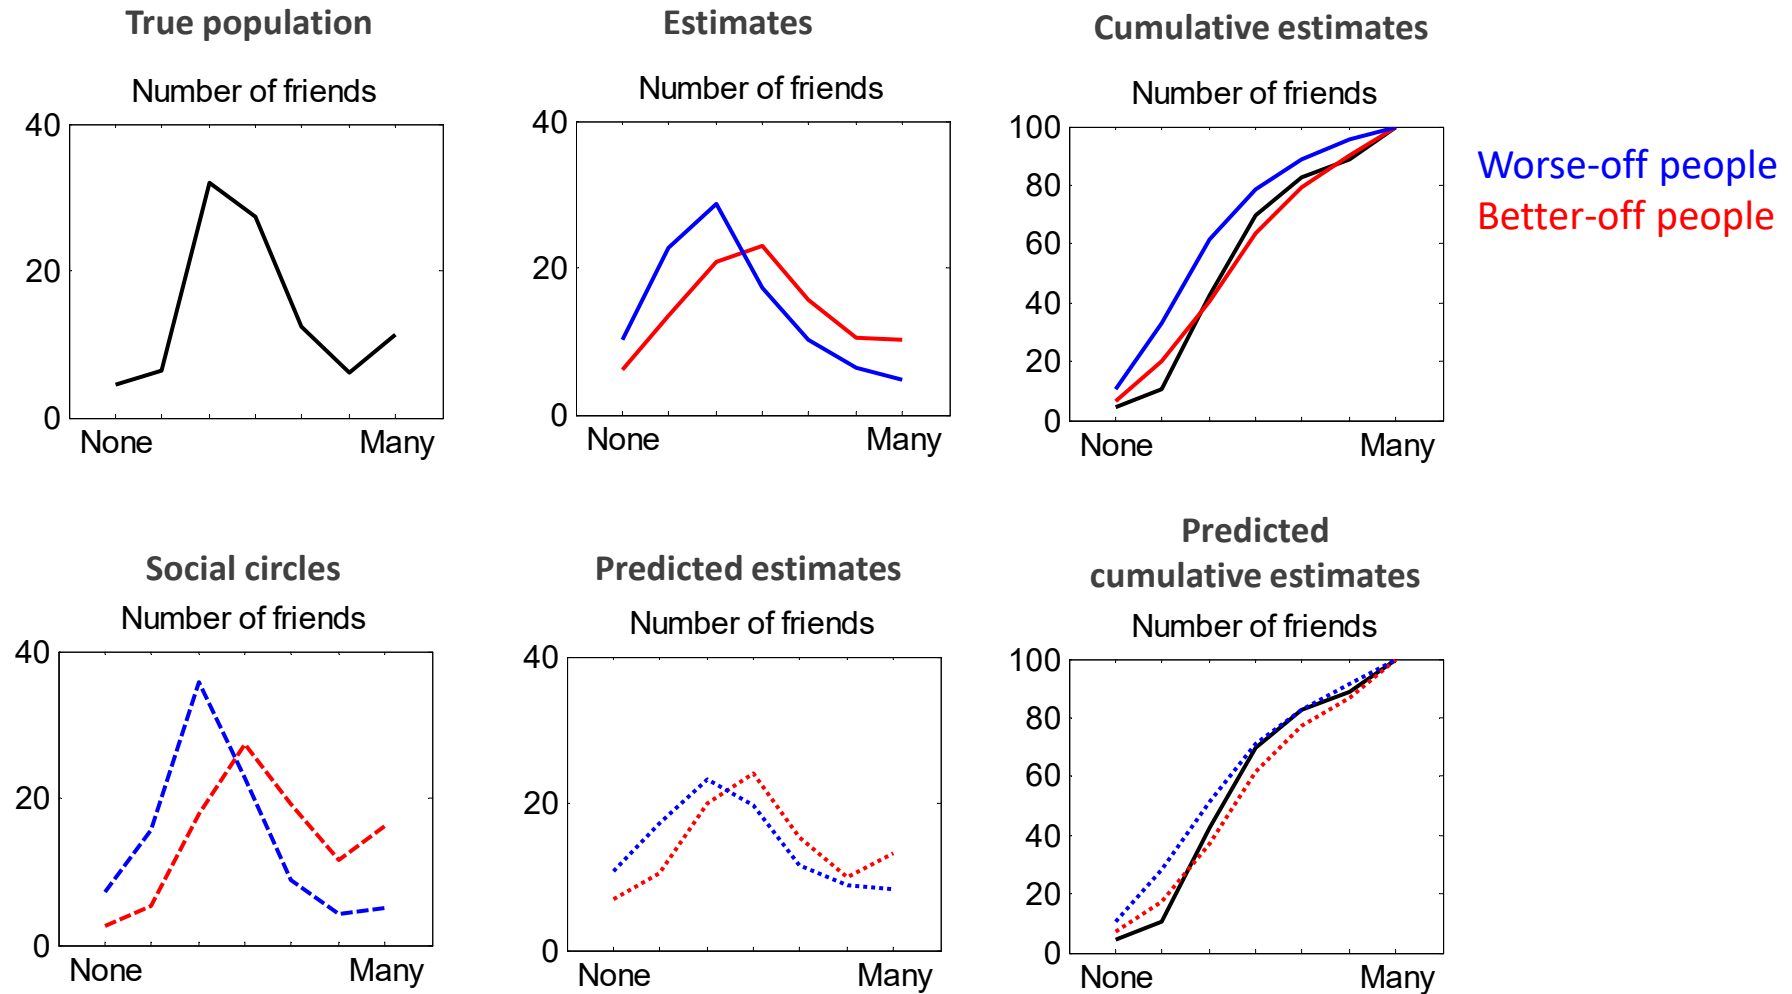 True population
Number of friends
40
20
0
None
Many
Estimates
Number of friends
40
20
0
None
Many
Cumulative estimates
Number of friends
100
80
60
40
20
0
None
Many
Worse-off people
Better-off people
Social circles
Number of friends
40
20
0
None
Many
Predicted estimates
Number of friends
40
20
0
None
Many
Predicted
cumulative estimates
Number of friends
100
80
60
40
20
0
None
Many